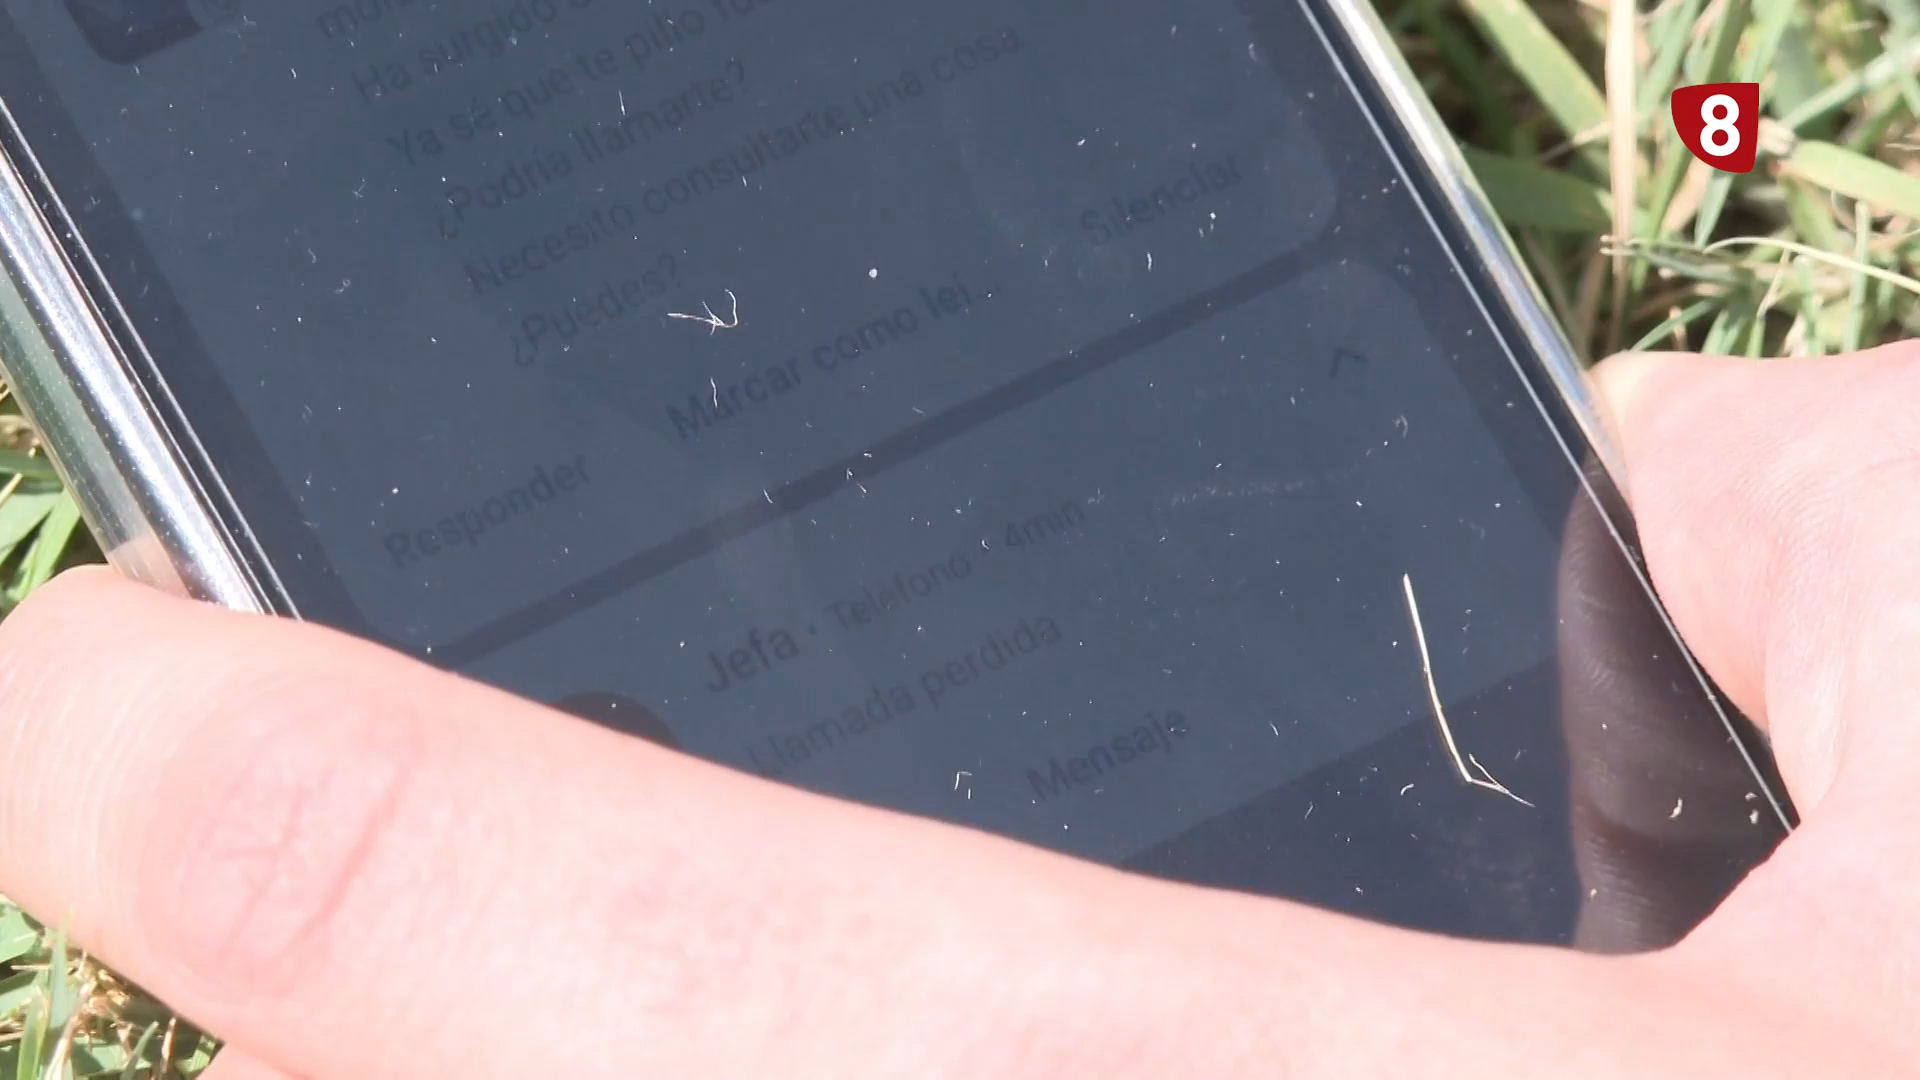 Ha surgido
Ya sé que te pillo
¿Podría llamarte?
Necesito consultarte una cosa
¿Puedes?
Responder Marcar como leí... Silenciar
Jefa · Teléfono · 4min
Llamada perdida
Mensaje
8